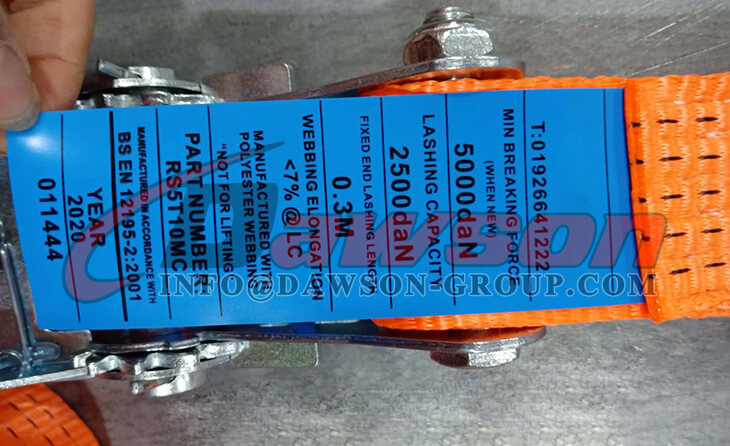 T:01926641222
MIN BREAKING FORCE
(WHEN NEW)
5000daN
LASHING CAPACITY
2500daN
FIXED END LASHING LENGTH
0.3M
WEBBING ELONGATION
<7% @ LC
MANUFACTURED WITH
POLYESTER WEBBING
"NOT FOR LIFTING"
PART NUMBER
RS5T10MC
MANUFACTURED IN ACCORDANCE WITH
BS EN 12195-2:2001
YEAR
2020
011444
Dawson
INFO@DAWSON-GROUP.COM